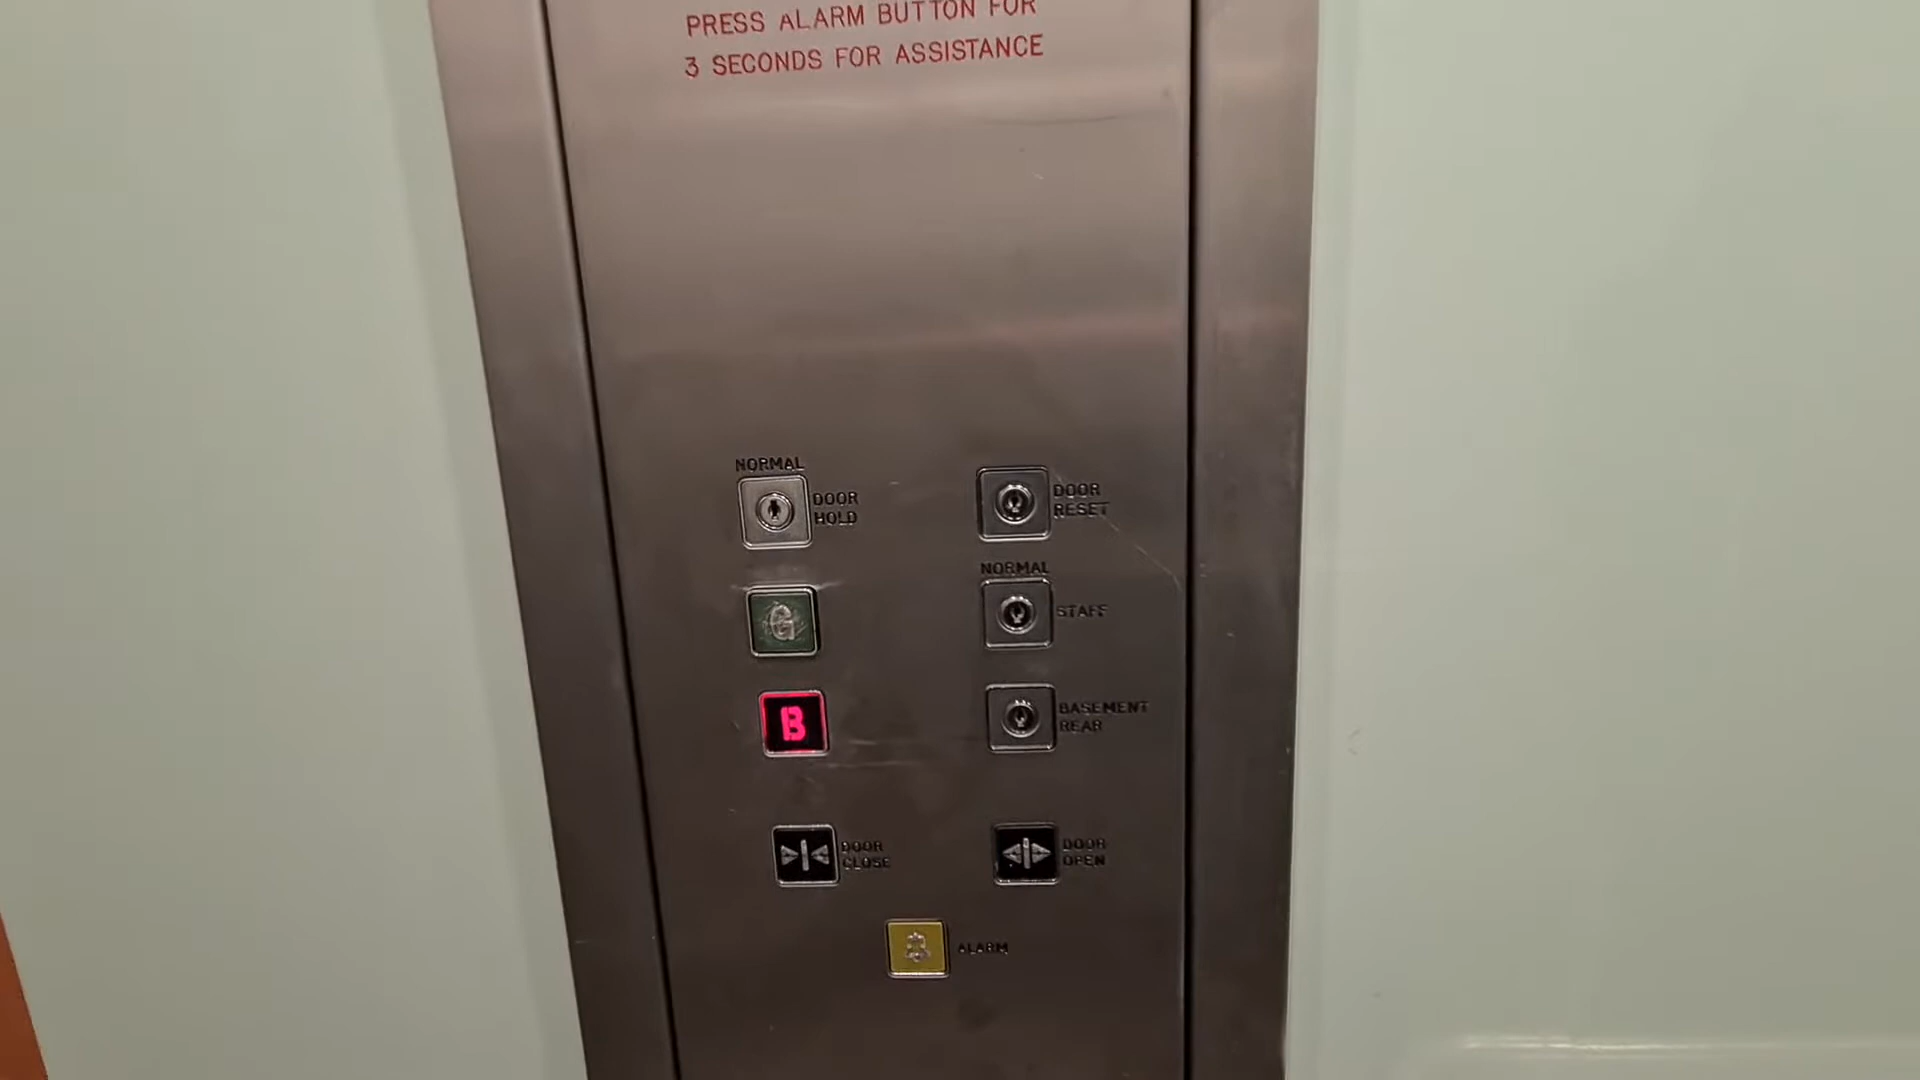 PRESS ALARM BUTTON FOR
3 SECONDS FOR ASSISTANCE
NORMAL
DOOR
HOLD
DOOR
RESET
NORMAL
G
STAFF
B
BASEMENT
REAR
DOOR
CLOSE
DOOR
OPEN
ALARM